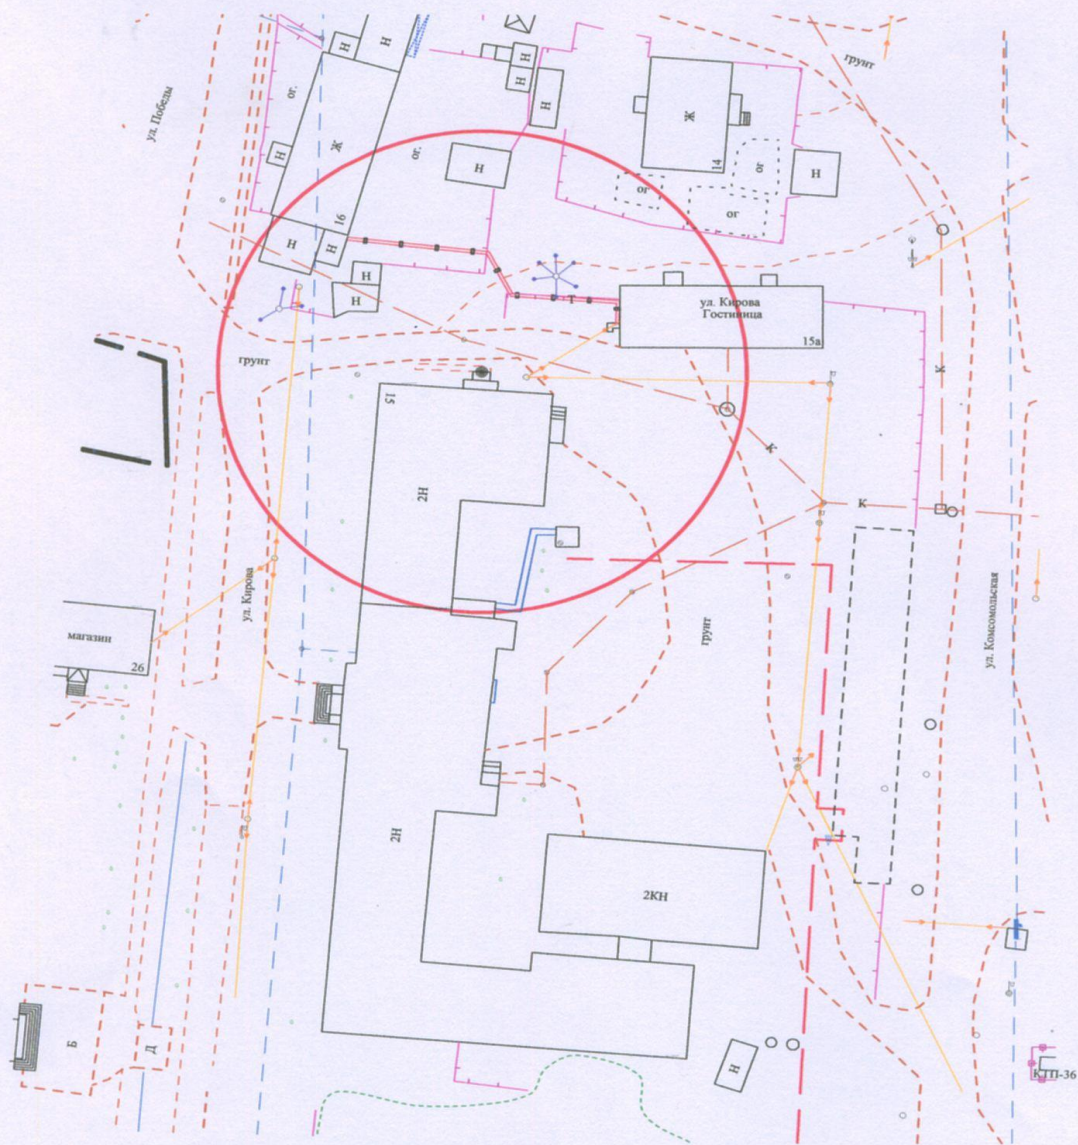 грунт
ул. Победы
Н
Н
Н
Н
Н
ог.
Ж
Ж
Н
ог.
Н
14
ог
Н
ог
ог
16
Н
Н
Н
Н
Т
ул. Кирова
Гостиница
15а
грунт
К
15
К
2Н
К
ул. Кирова
ул. Комсомольская
грунт
магазин
26
2Н
2КН
Б
Д
Н
КТП-36